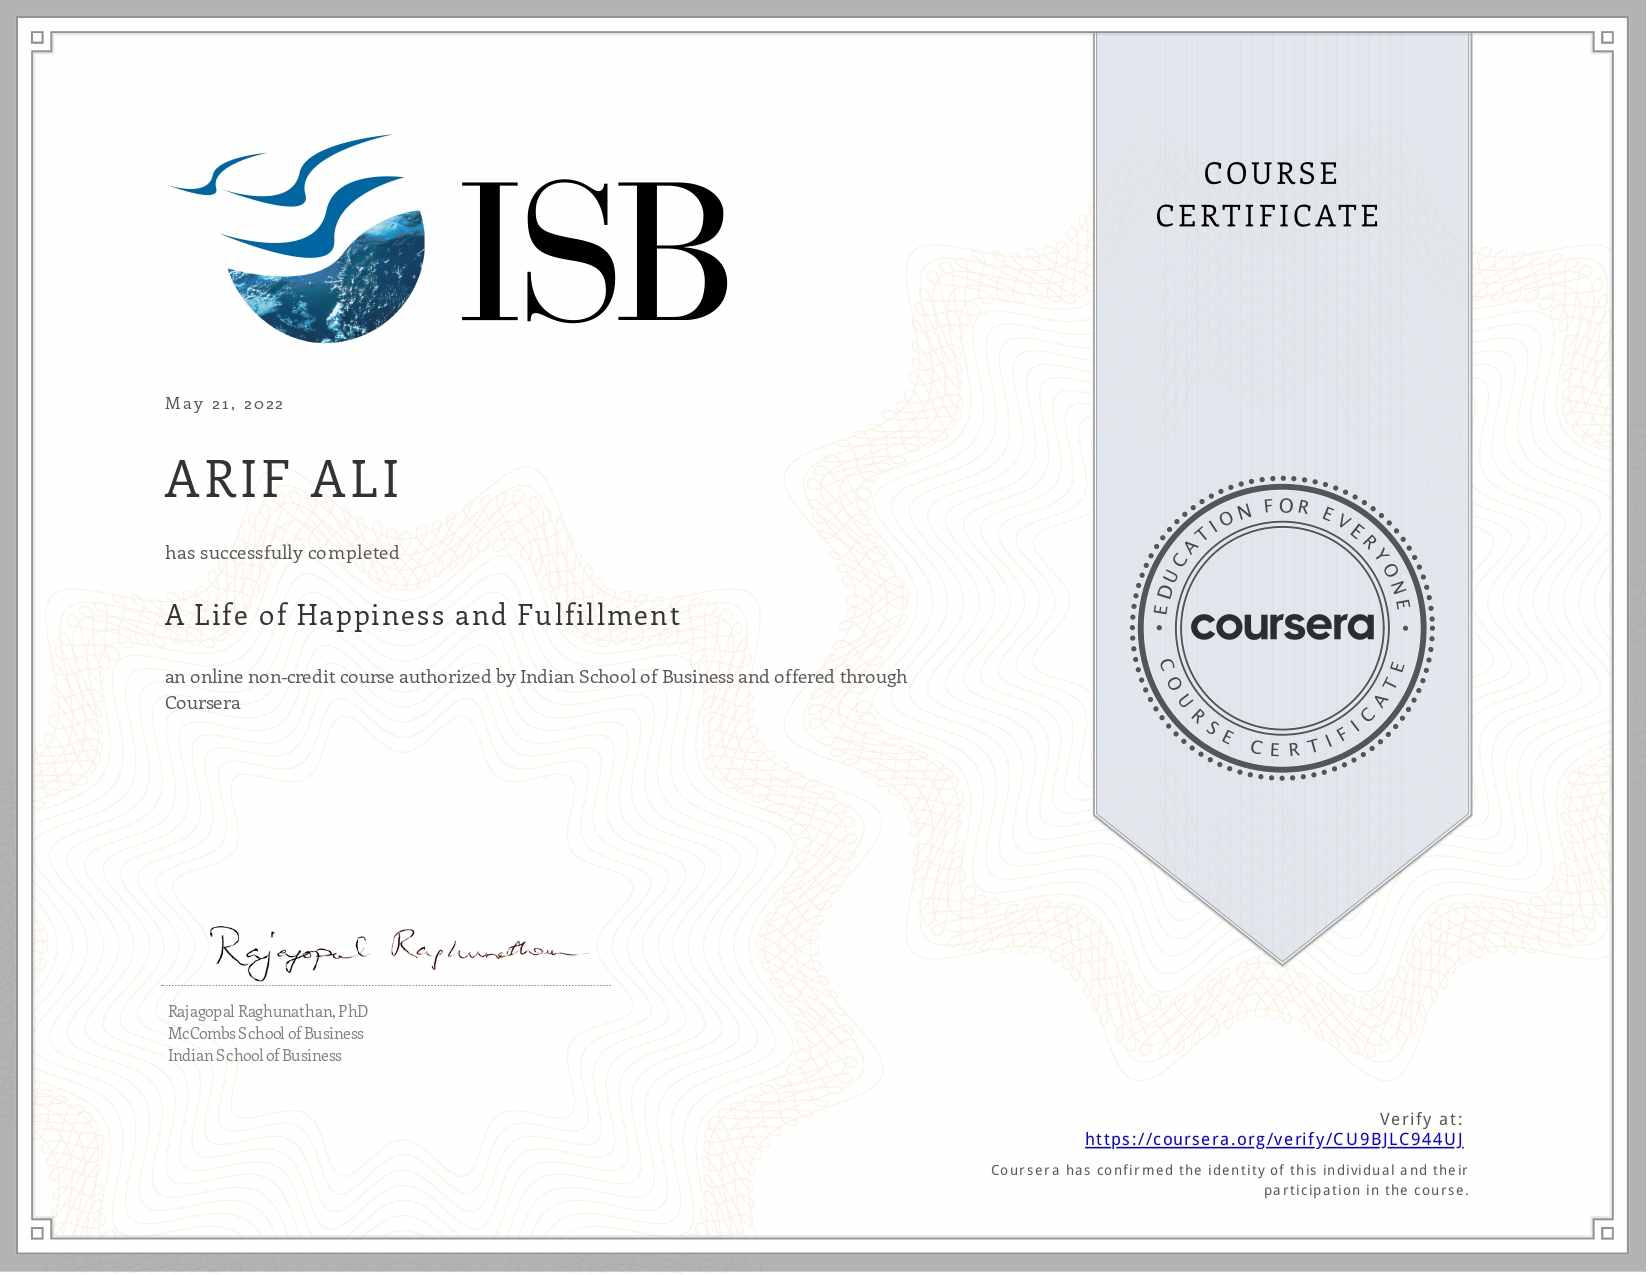 ISB
COURSE
CERTIFICATE
May 21, 2022
ARIF ALI
has successfully completed
A Life of Happiness and Fulfillment
an online non-credit course authorized by Indian School of Business and offered through
Coursera
EDUCATION FOR EVERYONE
coursera
COURSE CERTIFICATE
Rajagopal Raghunathan
Rajagopal Raghunathan, PhD
McCombs School of Business
Indian School of Business
Verify at:
https://coursera.org/verify/CU9BJLC944UJ
Coursera has confirmed the identity of this individual and their
participation in the course.